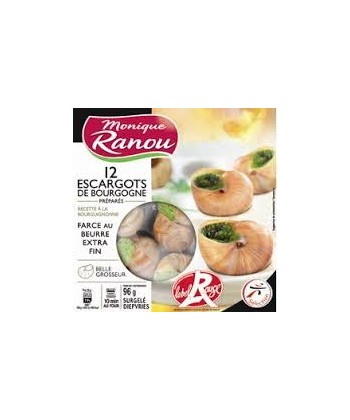 Monique
Ranou
12
ESCARGOTS
DE BOURGOGNE
PRÉPARÉS
RECETTE À LA
BOURGUIGNONNE
FARCE AU
BEURRE
EXTRA
FIN
BELLE
GROSSEUR
label Rouge
10 min
AU FOUR
96 g
SURGELÉ
DIEPVRIES